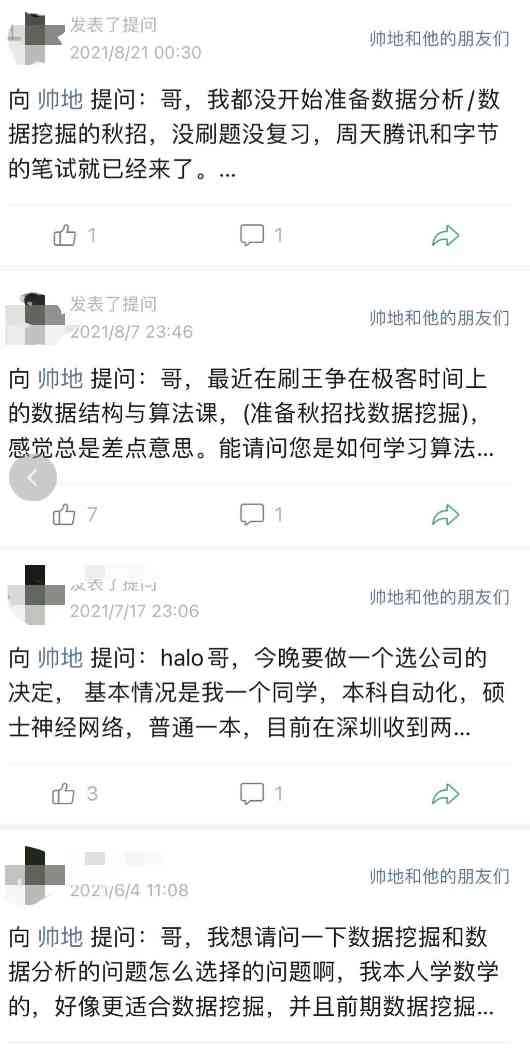 发表了提问
2021/8/21 00:30
帅地和他的朋友们
向 帅地 提问：哥，我都没开始准备数据分析/数
据挖掘的秋招，没刷题没复习，周天腾讯和字节
的笔试就已经来了。...
1
1
发表了提问
2021/8/7 23:46
帅地和他的朋友们
向 帅地 提问：哥，最近在刷王争在极客时间上
的数据结构与算法课，(准备秋招找数据挖掘)，
感觉总是差点意思。能请问您是如何学习算法...
7
1
发表了提问
2021/7/17 23:06
帅地和他的朋友们
向 帅地 提问：halo哥，今晚要做一个选公司的
决定， 基本情况是我一个同学，本科自动化，硕
士神经网络，普通一本，目前在深圳收到两...
3
1
2021/6/4 11:08
帅地和他的朋友们
向 帅地 提问：哥，我想请问一下数据挖掘和数
据分析的问题怎么选择的问题啊，我本人学数学
的，好像更适合数据挖掘，并且前期数据挖掘...